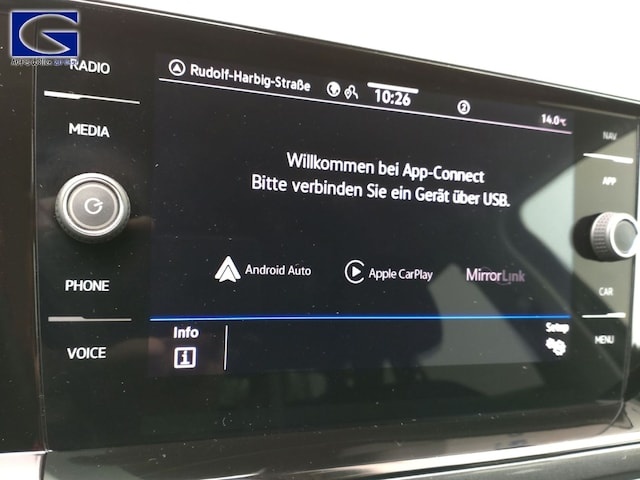 G
RADIO
MEDIA
PHONE
VOICE
Rudolf-Harbig-Straße
10:26
2
14.0°C
Willkommen bei App-Connect
Bitte verbinden Sie ein Gerät über USB.
Android Auto
Apple CarPlay
MirrorLink
Info
i
Setup
NAV
APP
CAR
MENU